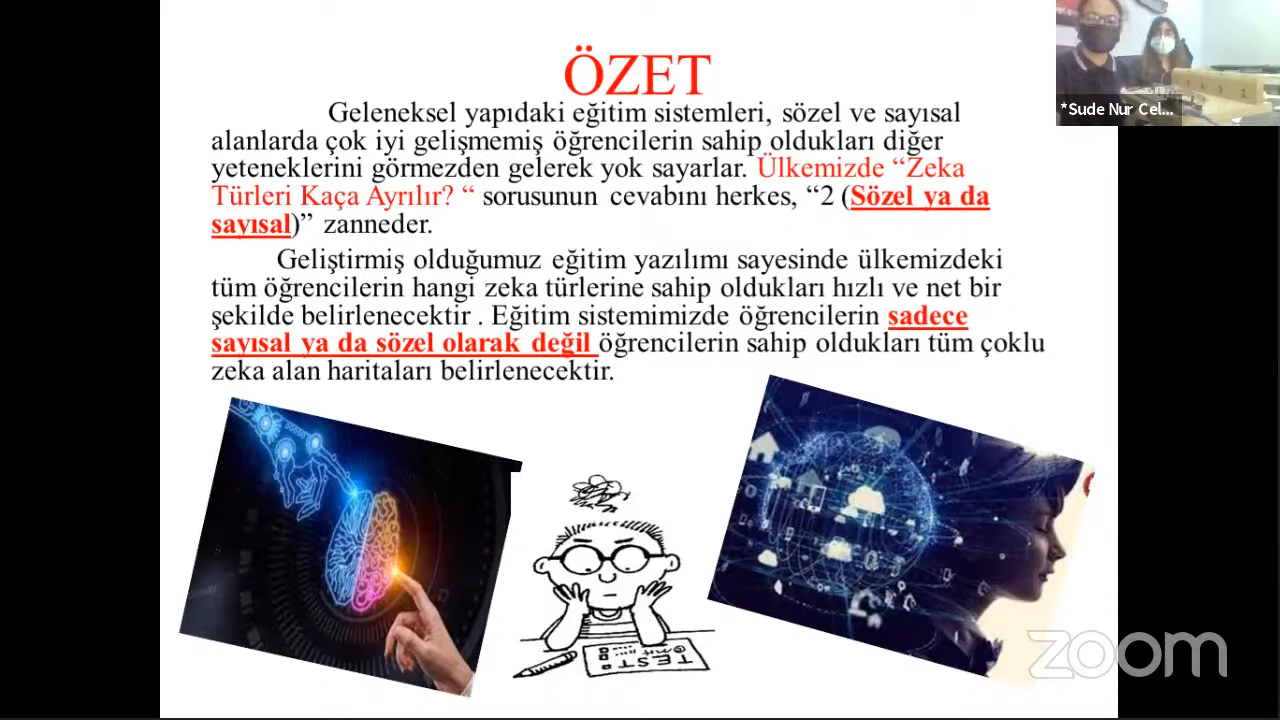 ÖZET
Geleneksel yapıdaki eğitim sistemleri, sözel ve sayısal
alanlarda çok iyi gelişmemiş öğrencilerin sahip oldukları diğer
yeteneklerini görmezden gelerek yok sayarlar. Ülkemizde “Zeka
Türleri Kaça Ayrılır? “ sorusunun cevabını herkes, “2 (Sözel ya da
sayısal)” zanneder.
Geliştirmiş olduğumuz eğitim yazılımı sayesinde ülkemizdeki
tüm öğrencilerin hangi zeka türlerine sahip oldukları hızlı ve net bir
şekilde belirlenecektir . Eğitim sistemimizde öğrencilerin sadece
sayısal ya da sözel olarak değil öğrencilerin sahip oldukları tüm çoklu
zeka alan haritaları belirlenecektir.
*Sude Nur Cel...
TEST
zoom